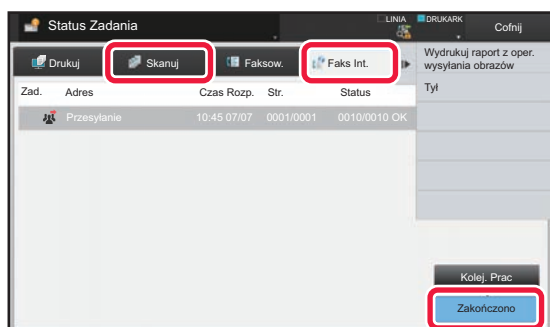 Status Zadania
LINIA
DRUKARK
Cofnij
Drukuj
Skanuj
Faksow.
Faks Int.
Wydrukuj raport z oper.
wysyłania obrazów
Zad. Adres Czas Rozp. Str. Status
Tył
Przesyłanie 10:45 07/07 0001/0001 0010/0010 OK
Kolej. Prac
Zakończono